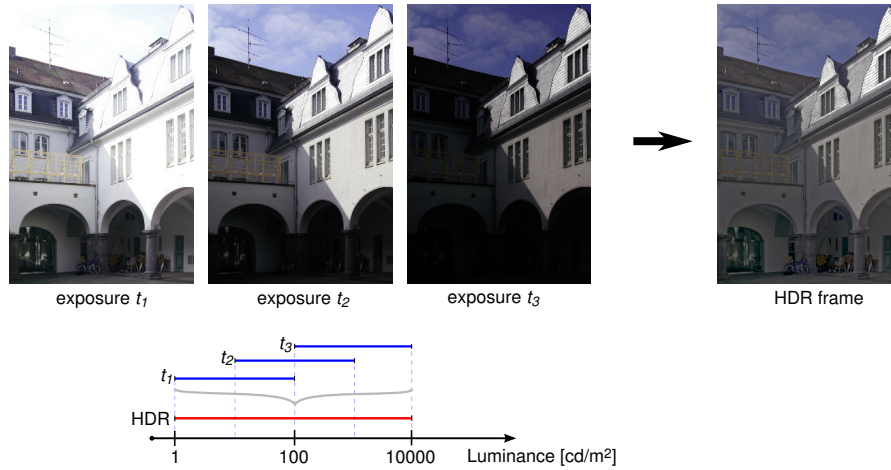 exposure t1
exposure t2
exposure t3
HDR frame
t3
t2
t1
HDR
1
100
10000
Luminance [cd/m²]